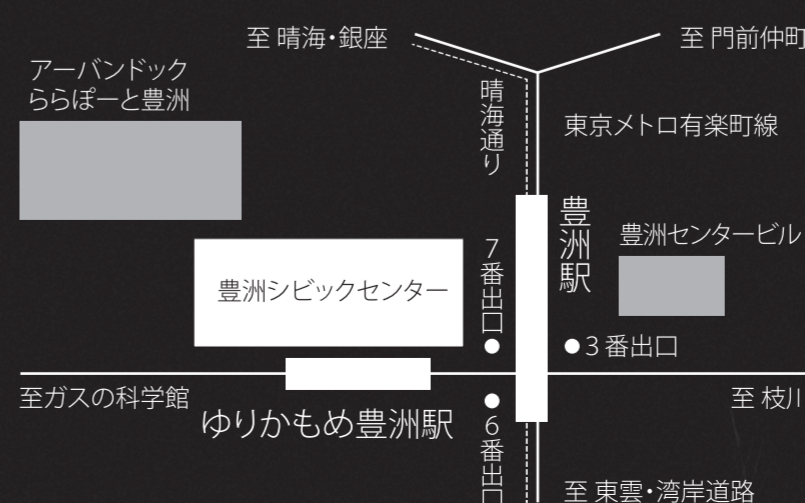 至 晴海・銀座
至 門前仲町
アーバンドック
ららぽーと豊洲
晴海通り
東京メトロ有楽町線
豊洲駅
豊洲センタービル
7番出口
豊洲シビックセンター
3番出口
至ガスの科学館
ゆりかもめ豊洲駅
6番出口
至 枝川
至 東雲・湾岸道路